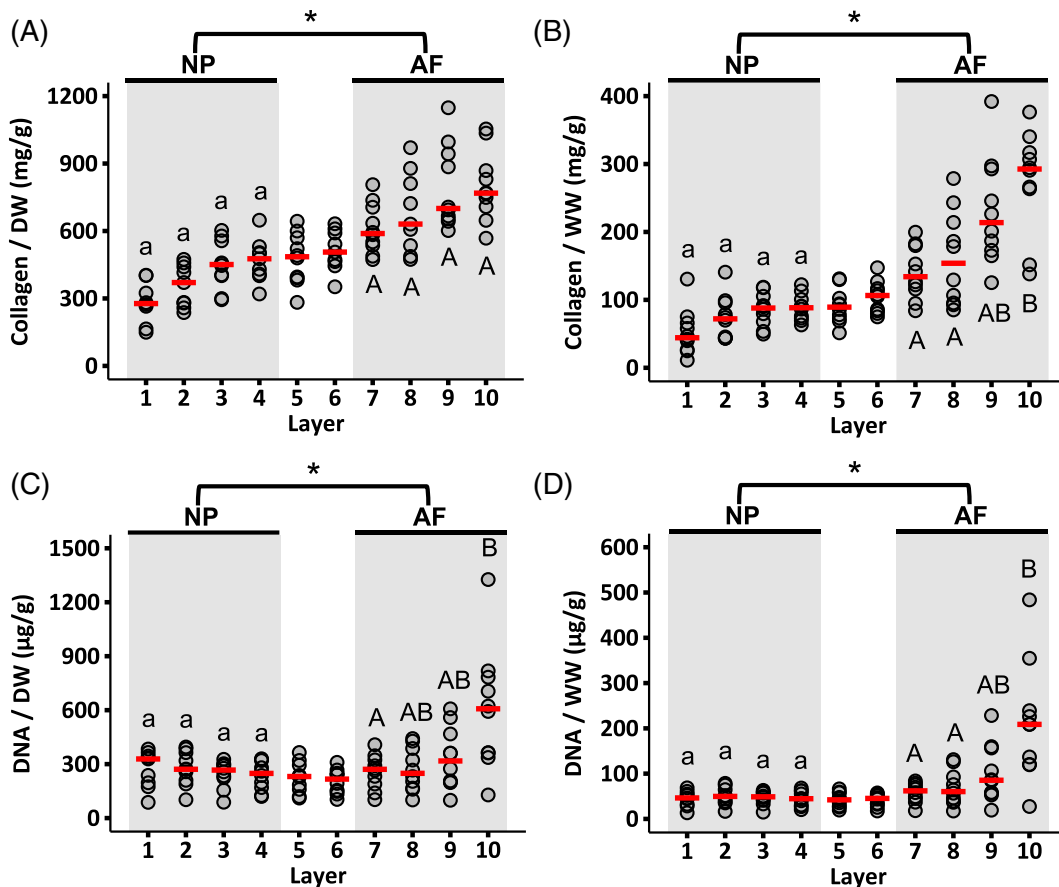 (A)
*
NP AF
Collagen / DW (mg/g)
1200
900
600
300
0
a a a a
A A A A
1 2 3 4 5 6 7 8 9 10
Layer
(B)
*
NP AF
Collagen / WW (mg/g)
400
300
200
100
0
a a a a
A A AB B
1 2 3 4 5 6 7 8 9 10
Layer
(C)
*
NP AF
DNA / DW (µg/g)
1500
1200
900
600
300
0
a a a a
A AB AB B
1 2 3 4 5 6 7 8 9 10
Layer
(D)
*
NP AF
DNA / WW (µg/g)
600
500
400
300
200
100
0
a a a a
A A AB B
1 2 3 4 5 6 7 8 9 10
Layer